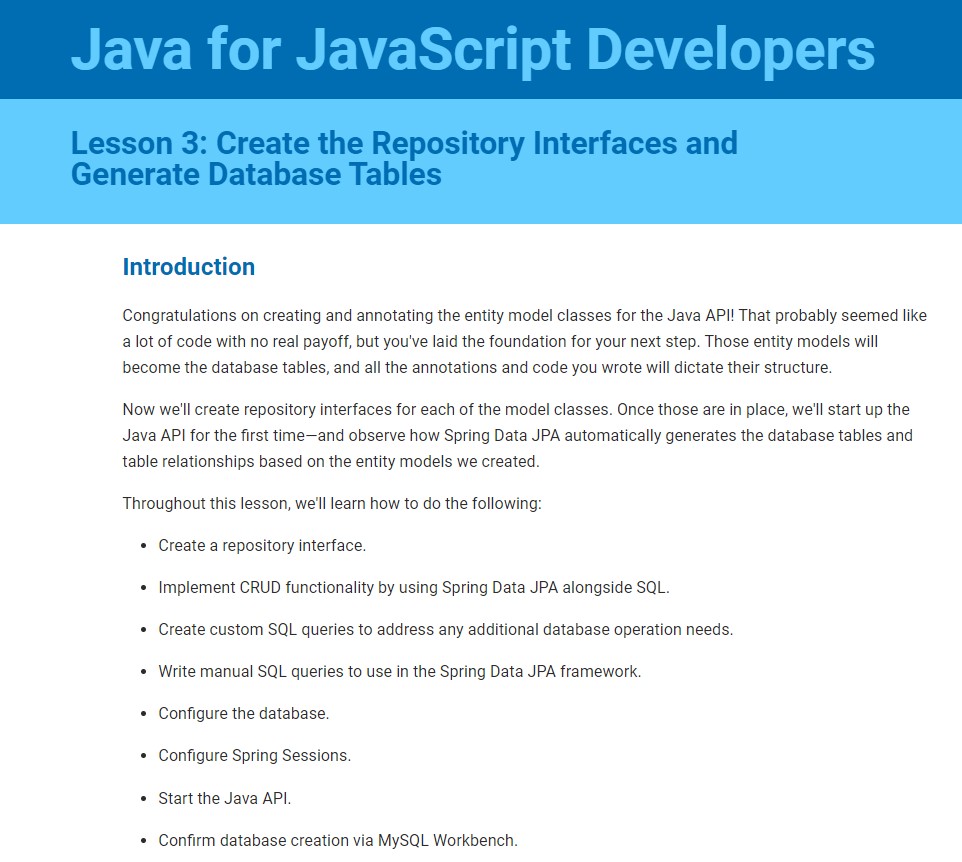 Java for JavaScript Developers
Lesson 3: Create the Repository Interfaces and
Generate Database Tables
Introduction
Congratulations on creating and annotating the entity model classes for the Java API! That probably seemed like
a lot of code with no real payoff, but you've laid the foundation for your next step. Those entity models will
become the database tables, and all the annotations and code you wrote will dictate their structure.
Now we'll create repository interfaces for each of the model classes. Once those are in place, we'll start up the
Java API for the first time—and observe how Spring Data JPA automatically generates the database tables and
table relationships based on the entity models we created.
Throughout this lesson, we'll learn how to do the following:
• Create a repository interface.
• Implement CRUD functionality by using Spring Data JPA alongside SQL.
• Create custom SQL queries to address any additional database operation needs.
• Write manual SQL queries to use in the Spring Data JPA framework.
• Configure the database.
• Configure Spring Sessions.
• Start the Java API.
• Confirm database creation via MySQL Workbench.